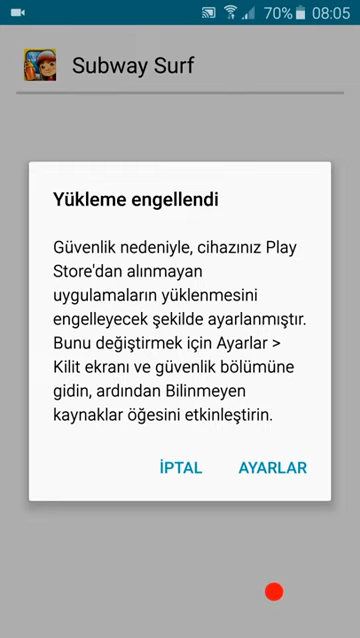 70% 08:05
Subway Surf
Yükleme engellendi
Güvenlik nedeniyle, cihazınız Play
Store'dan alınmayan
uygulamaların yüklenmesini
engelleyecek şekilde ayarlanmıştır.
Bunu değiştirmek için Ayarlar >
Kilit ekranı ve güvenlik bölümüne
gidin, ardından Bilinmeyen
kaynaklar öğesini etkinleştirin.
İPTAL AYARLAR